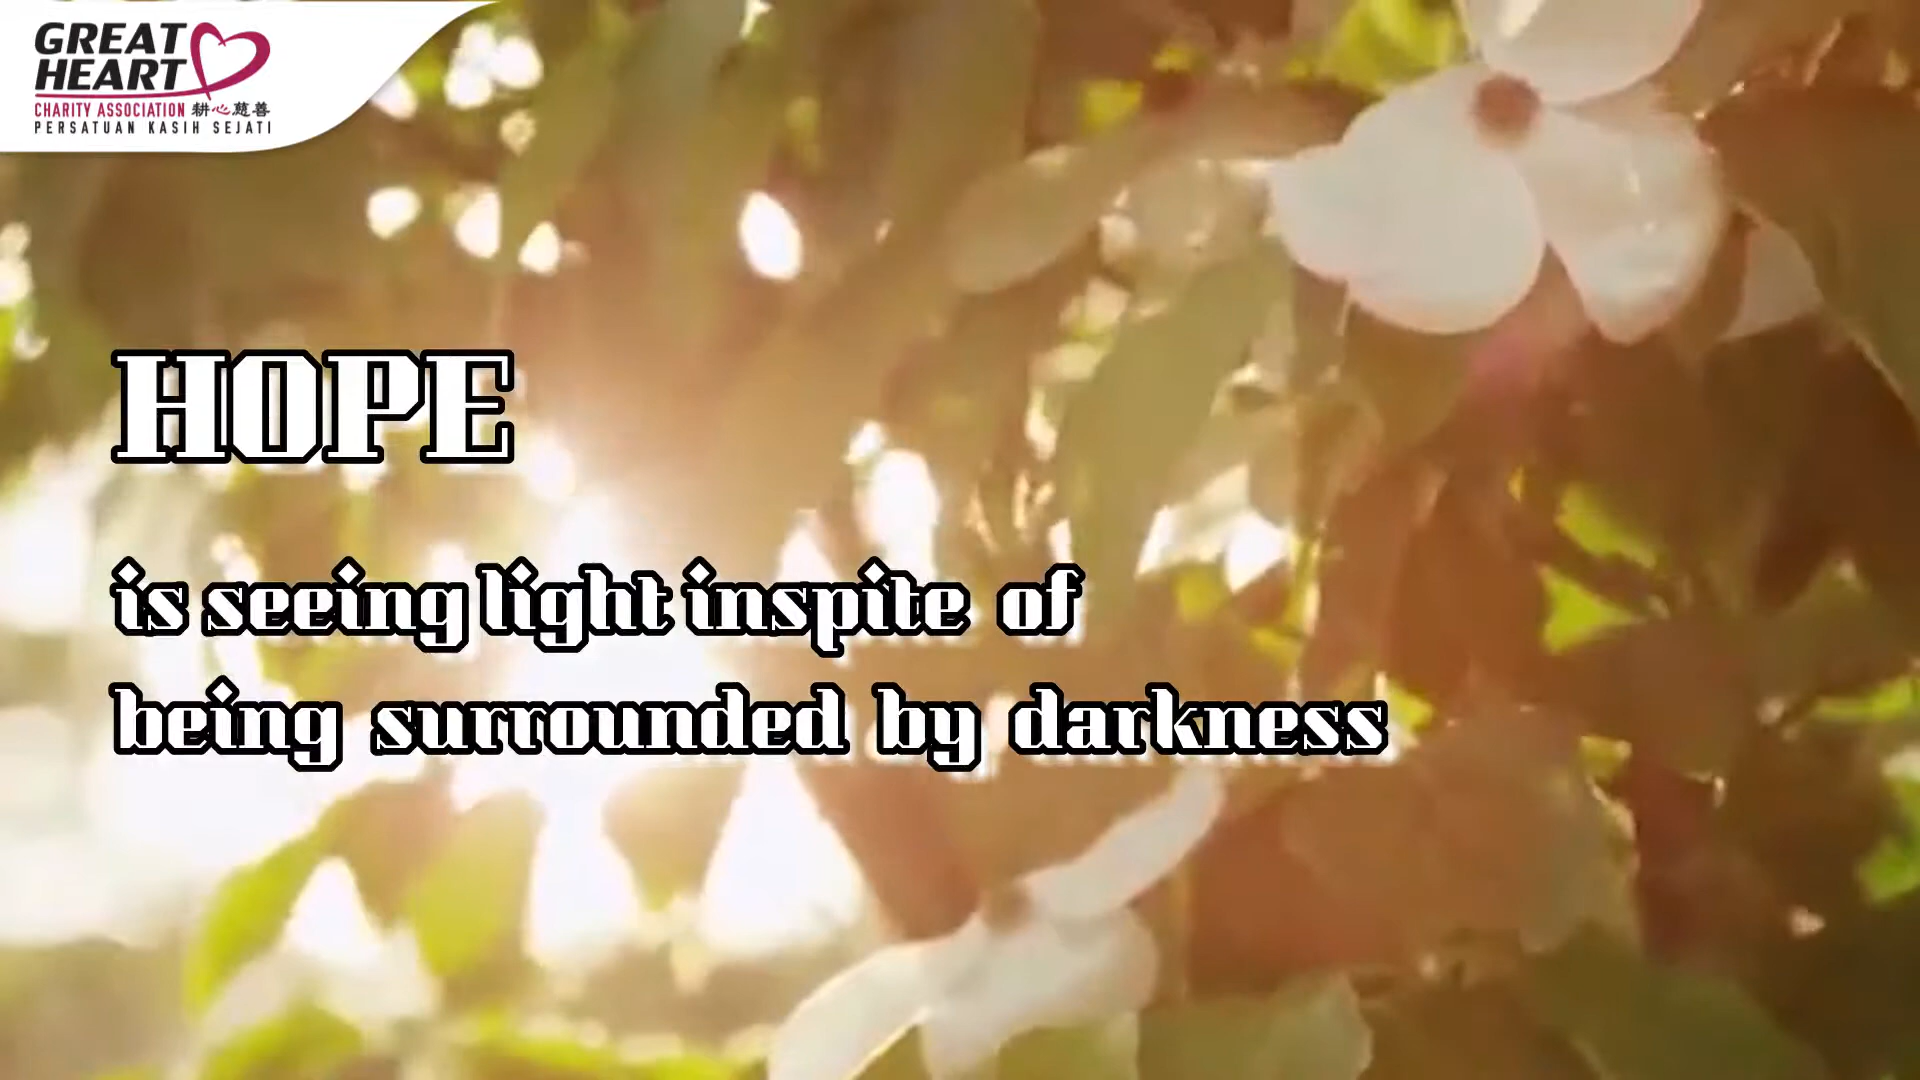 GREAT
HEART
CHARITY ASSOCIATION 耕心慈善
PERSATUAN KASIH SEJATI
HOPE
is seeing light inspite of
being surrounded by darkness